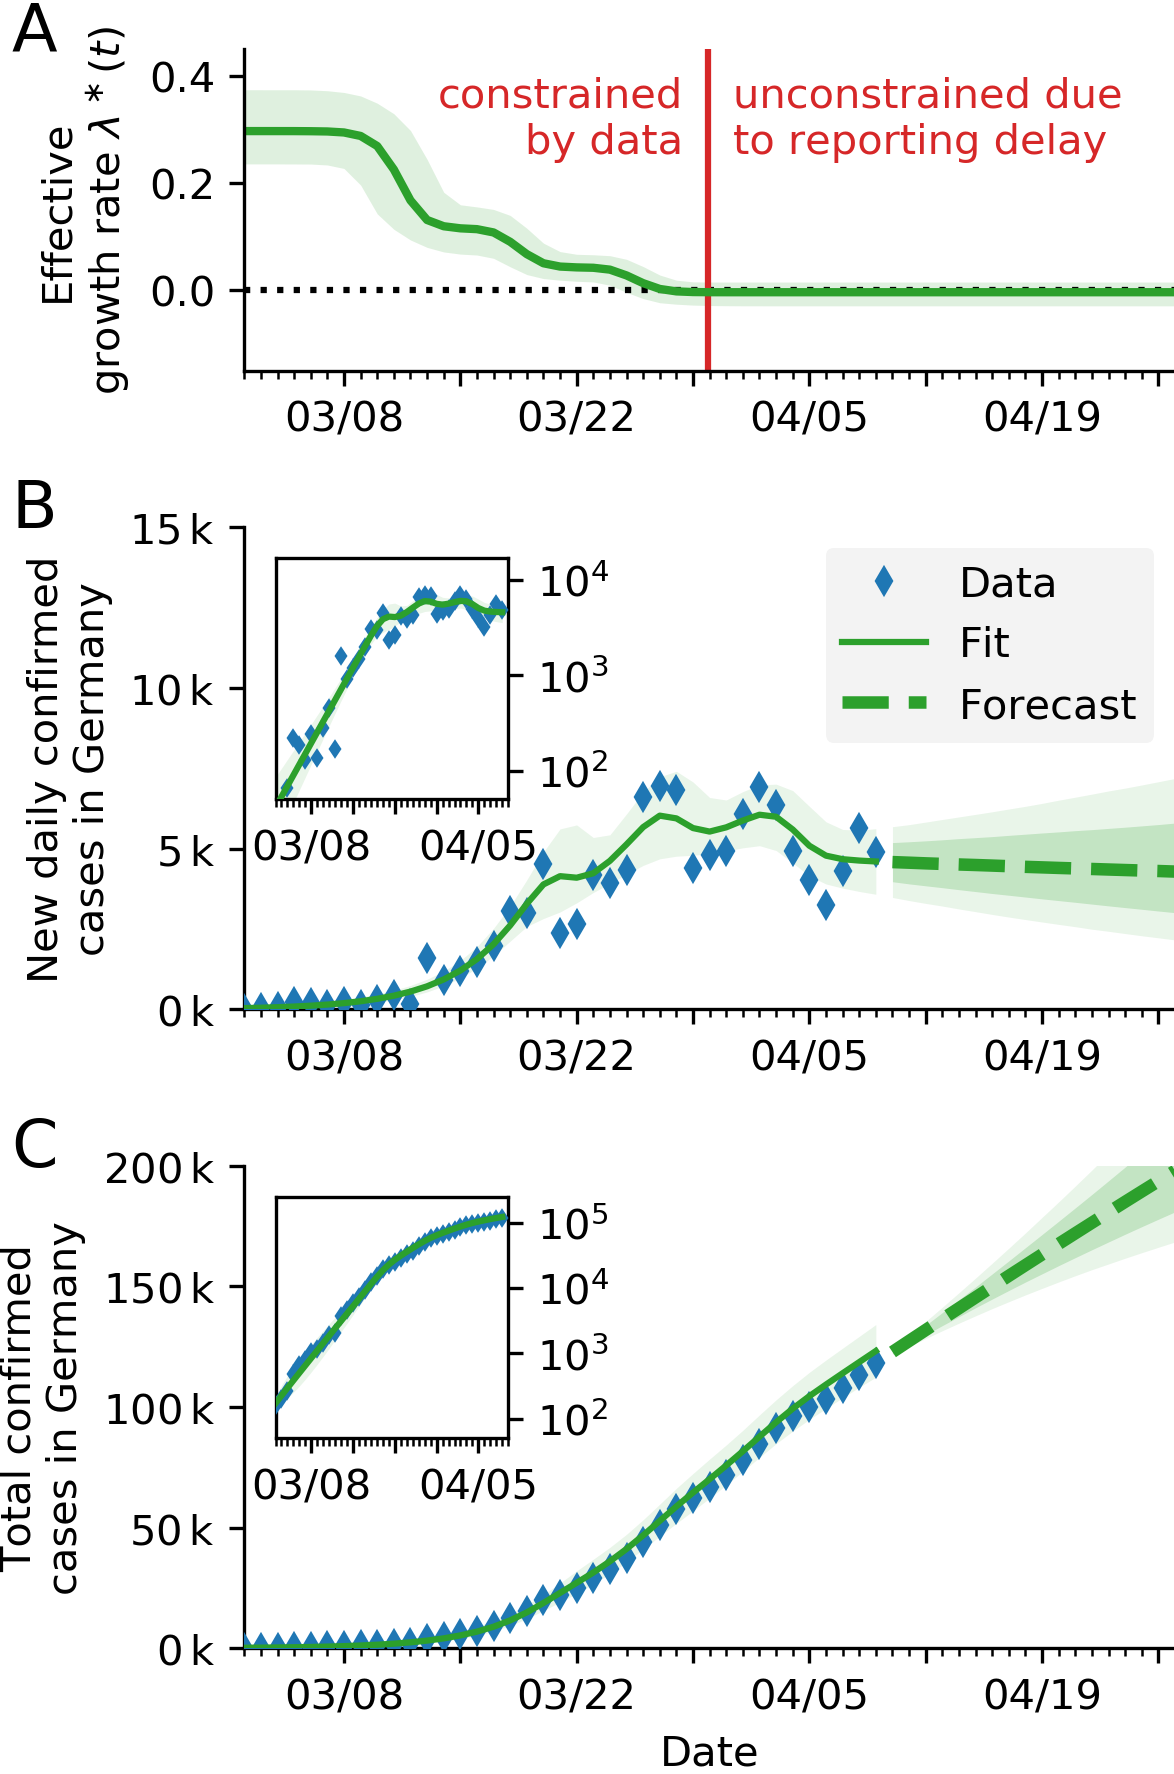 A
Effective
growth rate λ * (t)
0.4
0.2
0.0
constrained
by data
unconstrained due
to reporting delay
03/08
03/22
04/05
04/19
B
New daily confirmed
cases in Germany
15 k
10 k
5 k
0 k
10⁴
10³
10²
03/08
04/05
Data
Fit
Forecast
03/08
03/22
04/05
04/19
C
Total confirmed
cases in Germany
200 k
150 k
100 k
50 k
0 k
10⁵
10⁴
10³
10²
03/08
04/05
03/08
03/22
04/05
04/19
Date